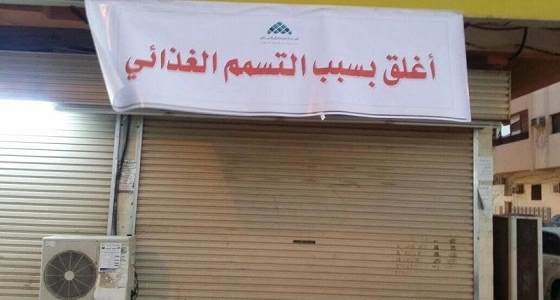 أغلق بسبب التسمم الغذائي